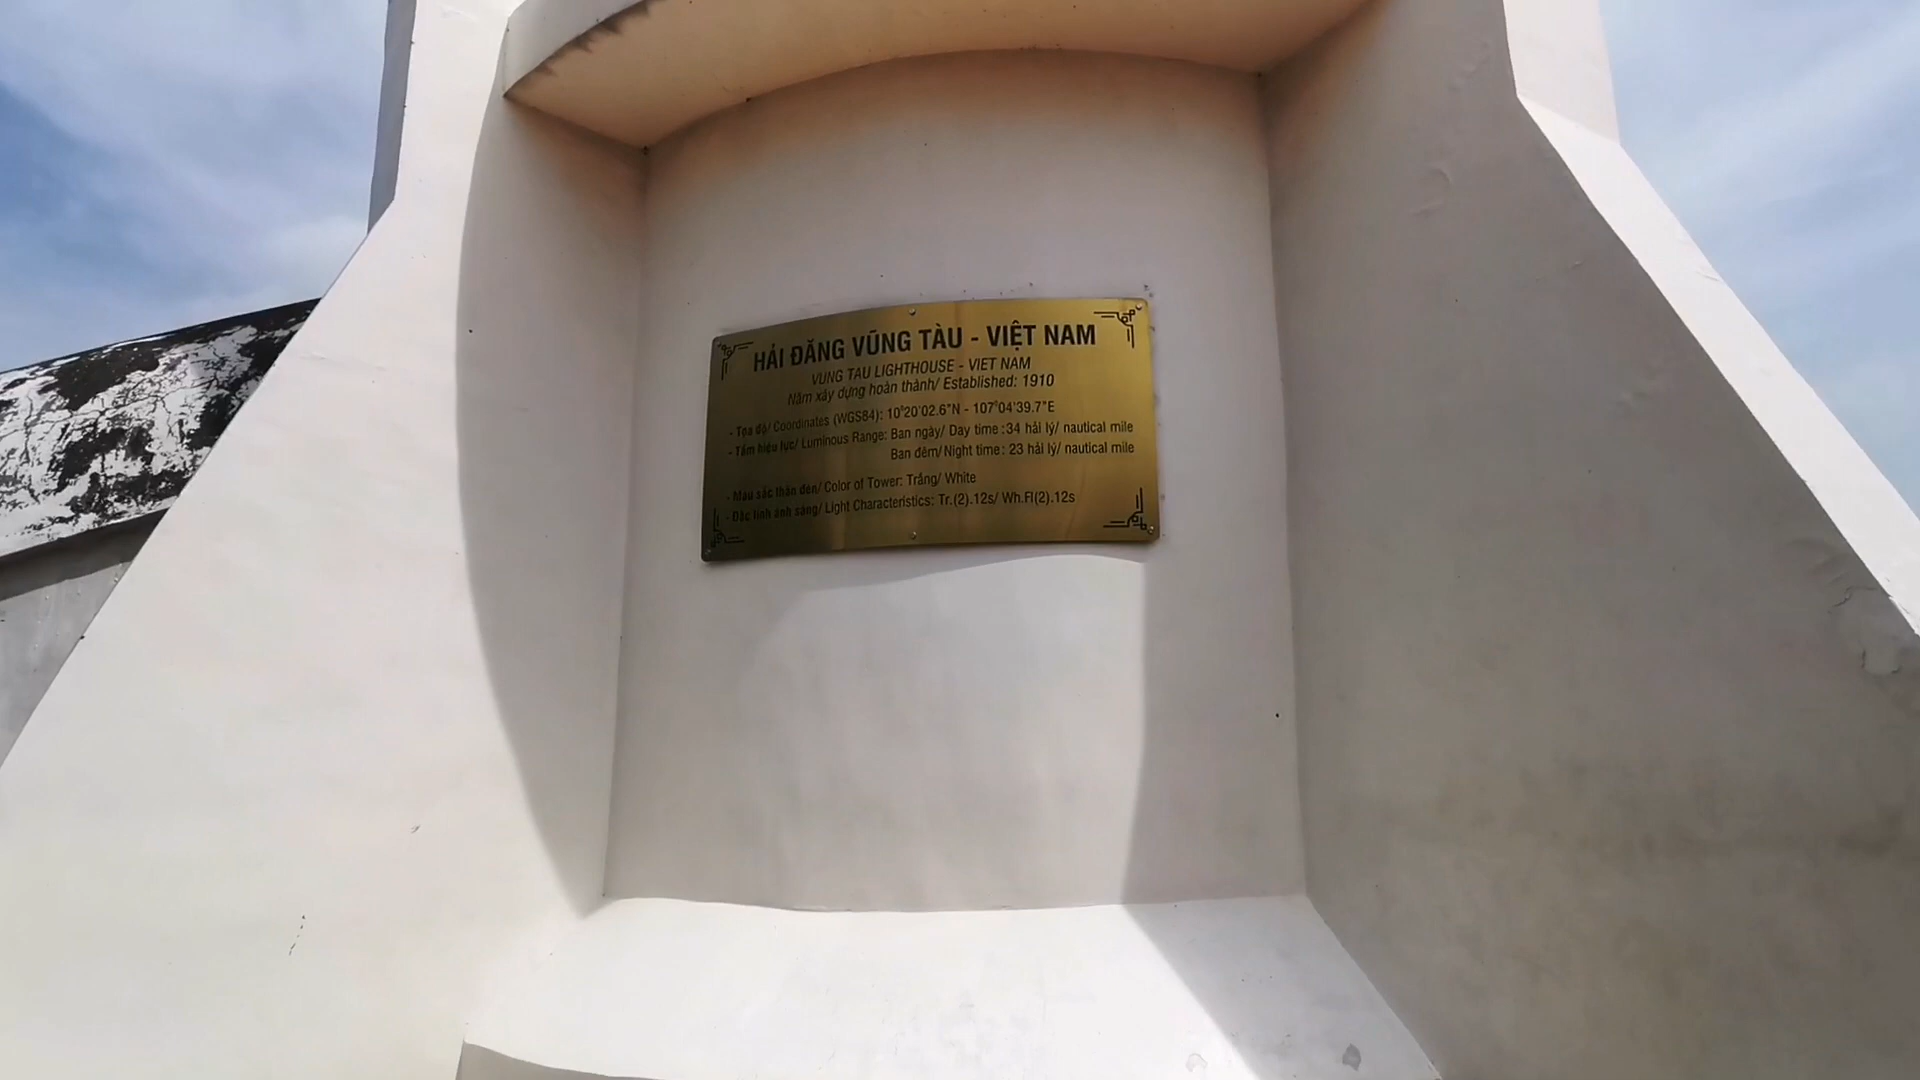 HẢI ĐĂNG VŨNG TÀU - VIỆT NAM
VUNG TAU LIGHTHOUSE - VIET NAM
Năm xây dựng hoàn thành/ Established: 1910
- Tọa độ/ Coordinates (WGS84): 10°20'02.6"N - 107°04'39.7"E
- Tầm hiệu lực/ Luminous Range: Ban ngày/ Day time : 34 hải lý/ nautical mile
Ban đêm/ Night time : 23 hải lý/ nautical mile
- Màu sắc thân đèn/ Color of Tower: Trắng/ White
- Đặc tính ánh sáng/ Light Characteristics: Tr.(2).12s/ Wh.Fl(2).12s